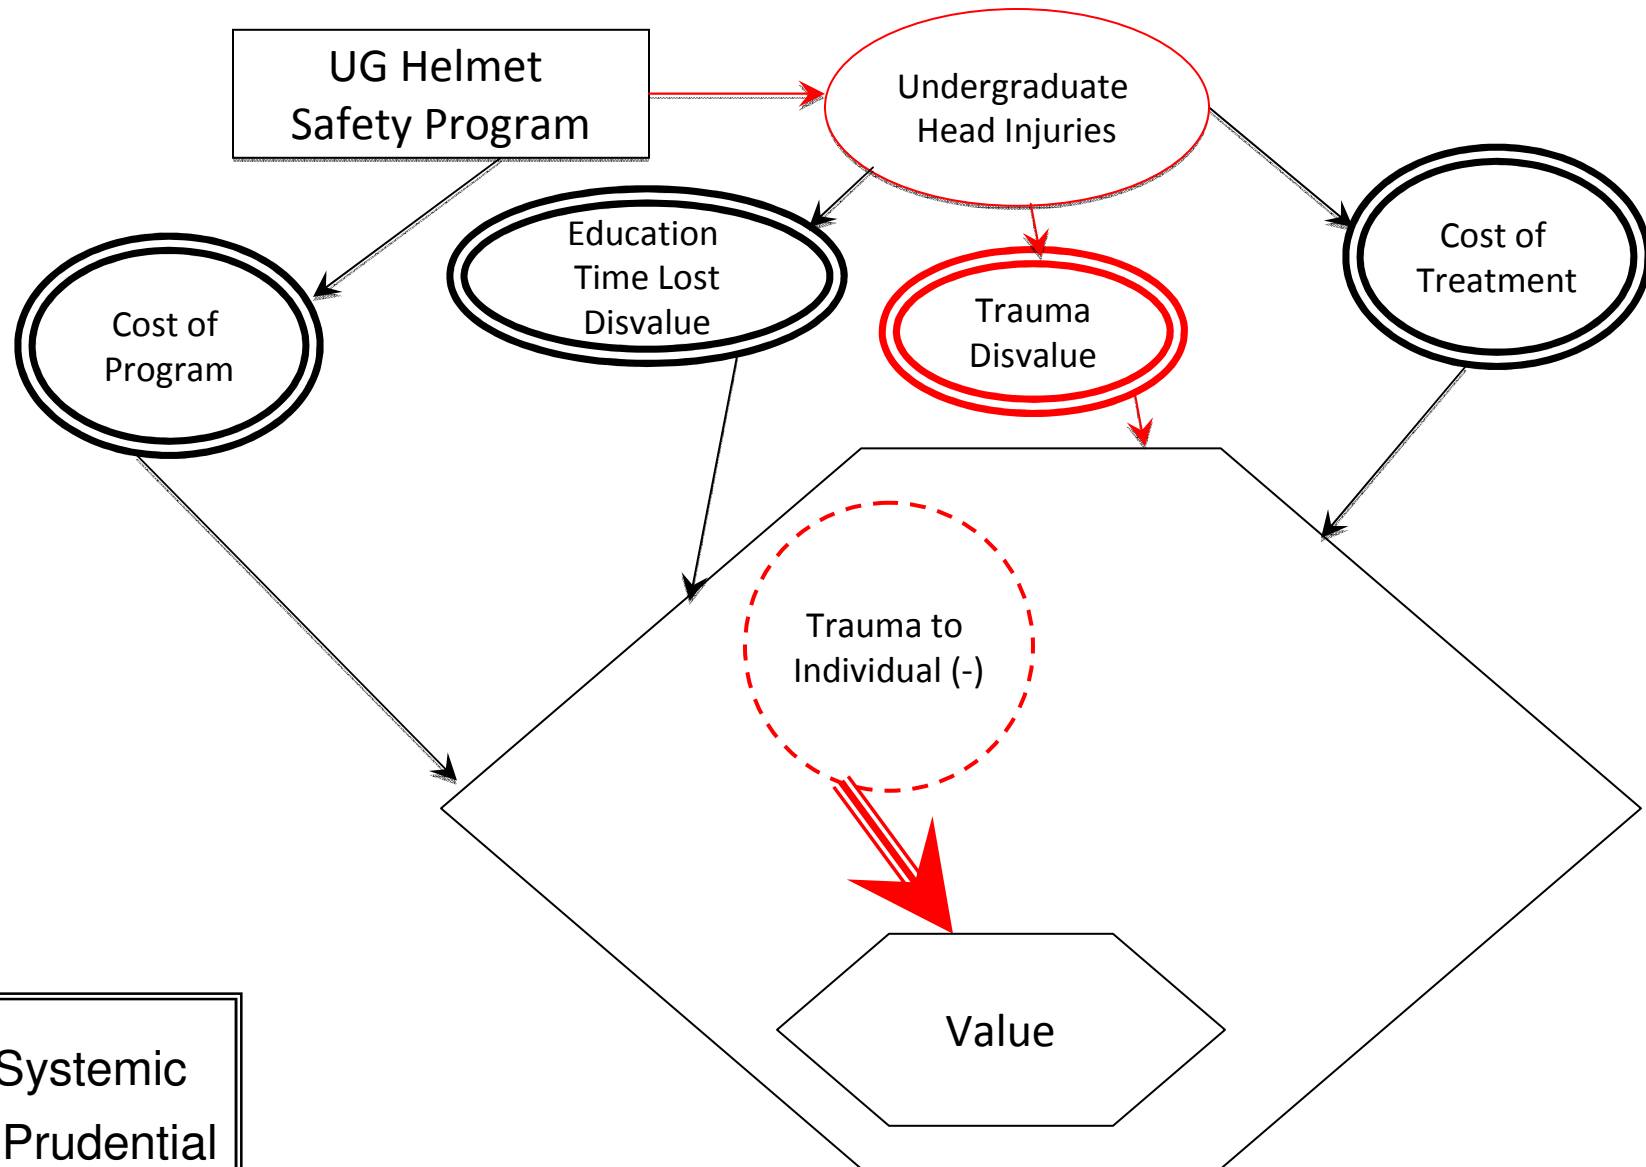 UG Helmet
Safety Program
Undergraduate
Head Injuries
Education
Time Lost
Disvalue
Cost of
Treatment
Cost of
Program
Trauma
Disvalue
Trauma to
Individual (-)
Value
Systemic
Prudential